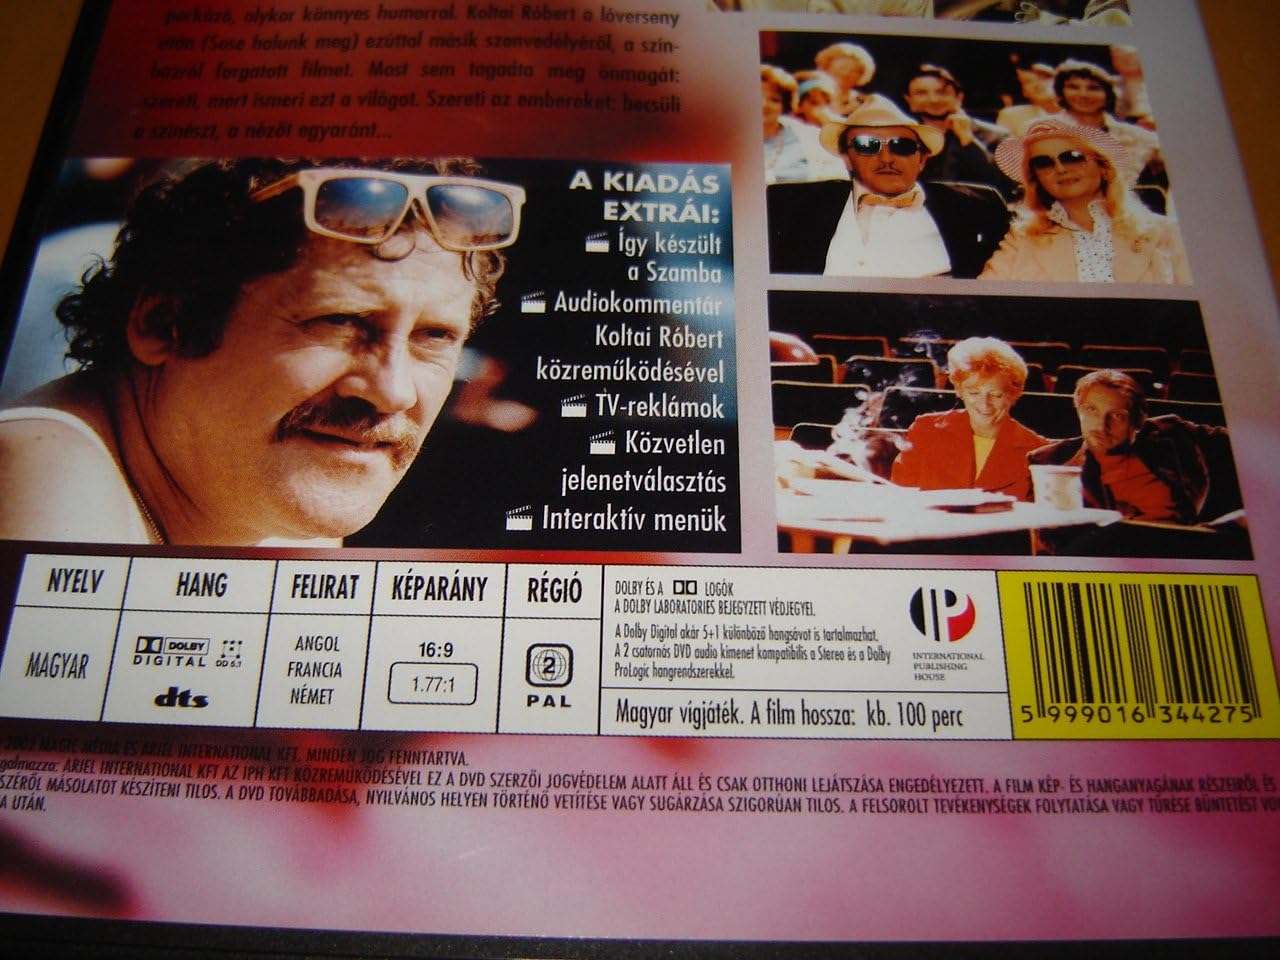 porkázó, olykor könnyes humorral. Koltai Róbert a lóverseny
után (Sose halunk meg) ezúttal másik szenvedélyéről, a szín-
házról forgatott filmet. Most sem tagadta meg önmagát:
szereti, mert ismeri ezt a világot. Szereti az embereket: becsüli
a színészt, a nézőt egyaránt...
A KIADÁS
EXTRÁI:
Így készült
a Szamba
Audiokommentár
Koltai Róbert
közreműködésével
TV-reklámok
Közvetlen
jelenetválasztás
Interaktív menük
NYELV HANG FELIRAT KÉPARÁNY RÉGIÓ
MAGYAR
DOLBY
DIGITAL DD 5.1
dts
ANGOL
FRANCIA
NÉMET
16:9
1.77:1
2
PAL
DOLBY ÉS A LOGÓK
A DOLBY LABORATORIES BEJEGYZETT VÉDJEGYEI.
A Dolby Digital akár 5+1 különböző hangsávot is tartalmazhat.
A 2 csatornás DVD audio kimenet kompatibilis a Stereo és a Dolby
ProLogic hangrendszerekkel.
Magyar vígjáték. A film hossza: kb. 100 perc
IP
INTERNATIONAL
PUBLISHING
HOUSE
5 999016 344275
2002 MAGIC MÉDIA ÉS ARIEL INTERNATIONAL KFT. MINDEN JOG FENNTARTVA.
galmazza: ARIEL INTERNATIONAL KFT AZ IPH KFT KÖZREMŰKÖDÉSÉVEL EZ A DVD SZERZŐI JOGVÉDELEM ALATT ÁLL ÉS CSAK OTTHONI LEJÁTSZÁSA ENGEDÉLYEZETT. A FILM KÉP- ÉS HANGANYAGÁNAK RÉSZEIRŐL ÉS
SZÉRŐL MÁSOLATOT KÉSZÍTENI TILOS. A DVD TOVÁBBADÁSA, NYILVÁNOS HELYEN TÖRTÉNŐ VETÍTÉSE VAGY SUGÁRZÁSA SZIGORÚAN TILOS. A FELSOROLT TEVÉKENYSÉGEK FOLYTATÁSA VAGY TŰRÉSE BÜNTETÉST VO
A UTÁN.